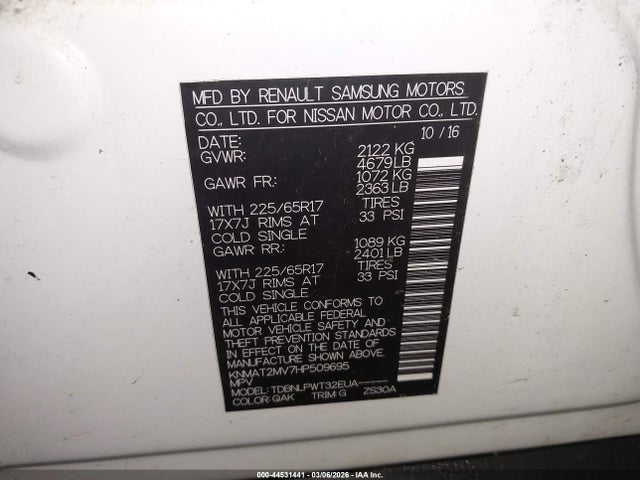 MFD BY RENAULT SAMSUNG MOTORS
CO., LTD. FOR NISSAN MOTOR CO., LTD.
DATE: 10 / 16
GVWR: 2122 KG
4679 LB
GAWR FR: 1072 KG
2363 LB
WITH 225/65R17 TIRES
17X7J RIMS AT 33 PSI
COLD SINGLE
GAWR RR: 1089 KG
2401 LB
WITH 225/65R17 TIRES
17X7J RIMS AT 33 PSI
COLD SINGLE
THIS VEHICLE CONFORMS TO
ALL APPLICABLE FEDERAL
MOTOR VEHICLE SAFETY AND
THEFT PREVENTION STANDARDS
IN EFFECT ON THE DATE OF
MANUFACTURE SHOWN ABOVE.
KNMAT2MV7HP509695
MPV
MODEL: TDBNLPWT32EUA
COLOR: QAK TRIM: G ZS30A
000-44531441 - 03/06/2026 - IAA Inc.